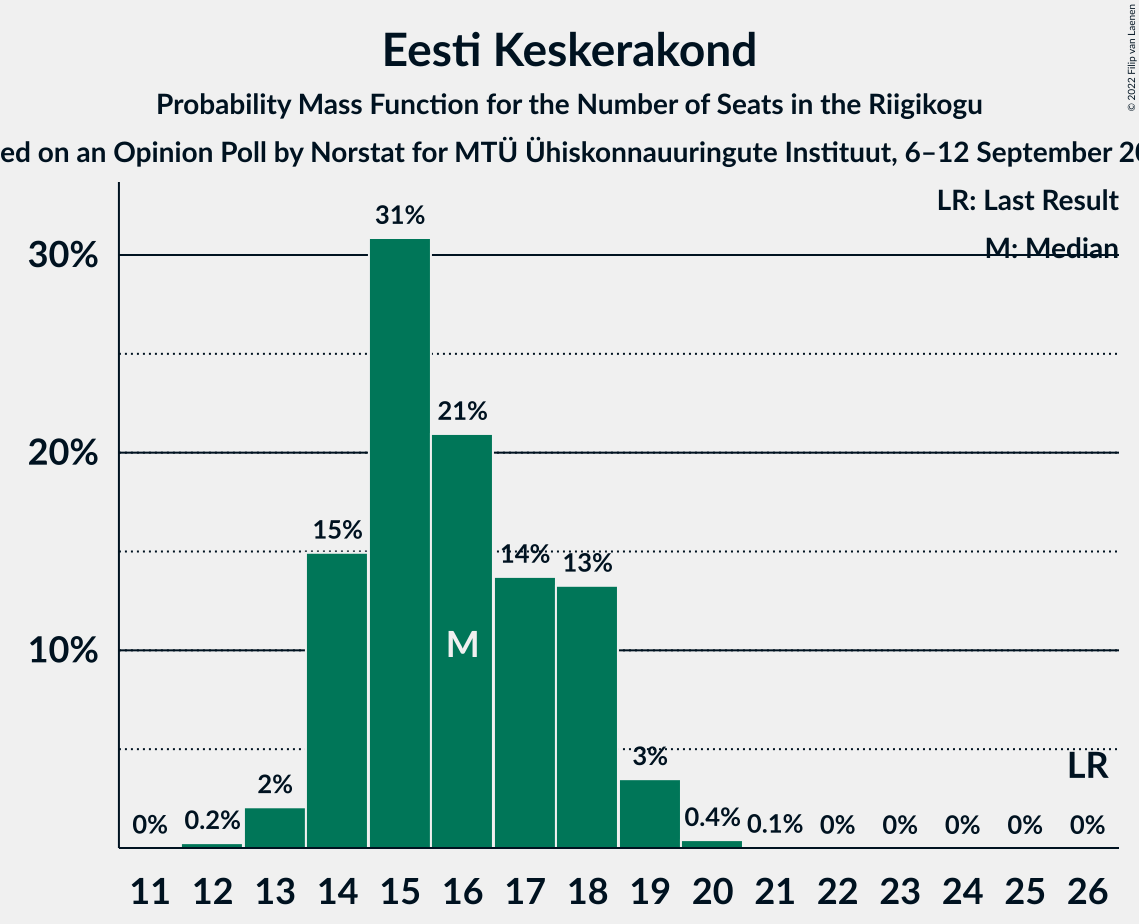 Eesti Keskerakond
Probability Mass Function for the Number of Seats in the Riigikogu
ed on an Opinion Poll by Norstat for MTÜ Ühiskonnauuringute Instituut, 6–12 September 20
© 2022 Filip van Laenen
LR: Last Result
M: Median
30%
20%
10%
0%
0.2%
2%
15%
31%
21%
14%
13%
3%
0.4%
0.1%
0%
0%
0%
0%
0%
M
LR
11 12 13 14 15 16 17 18 19 20 21 22 23 24 25 26